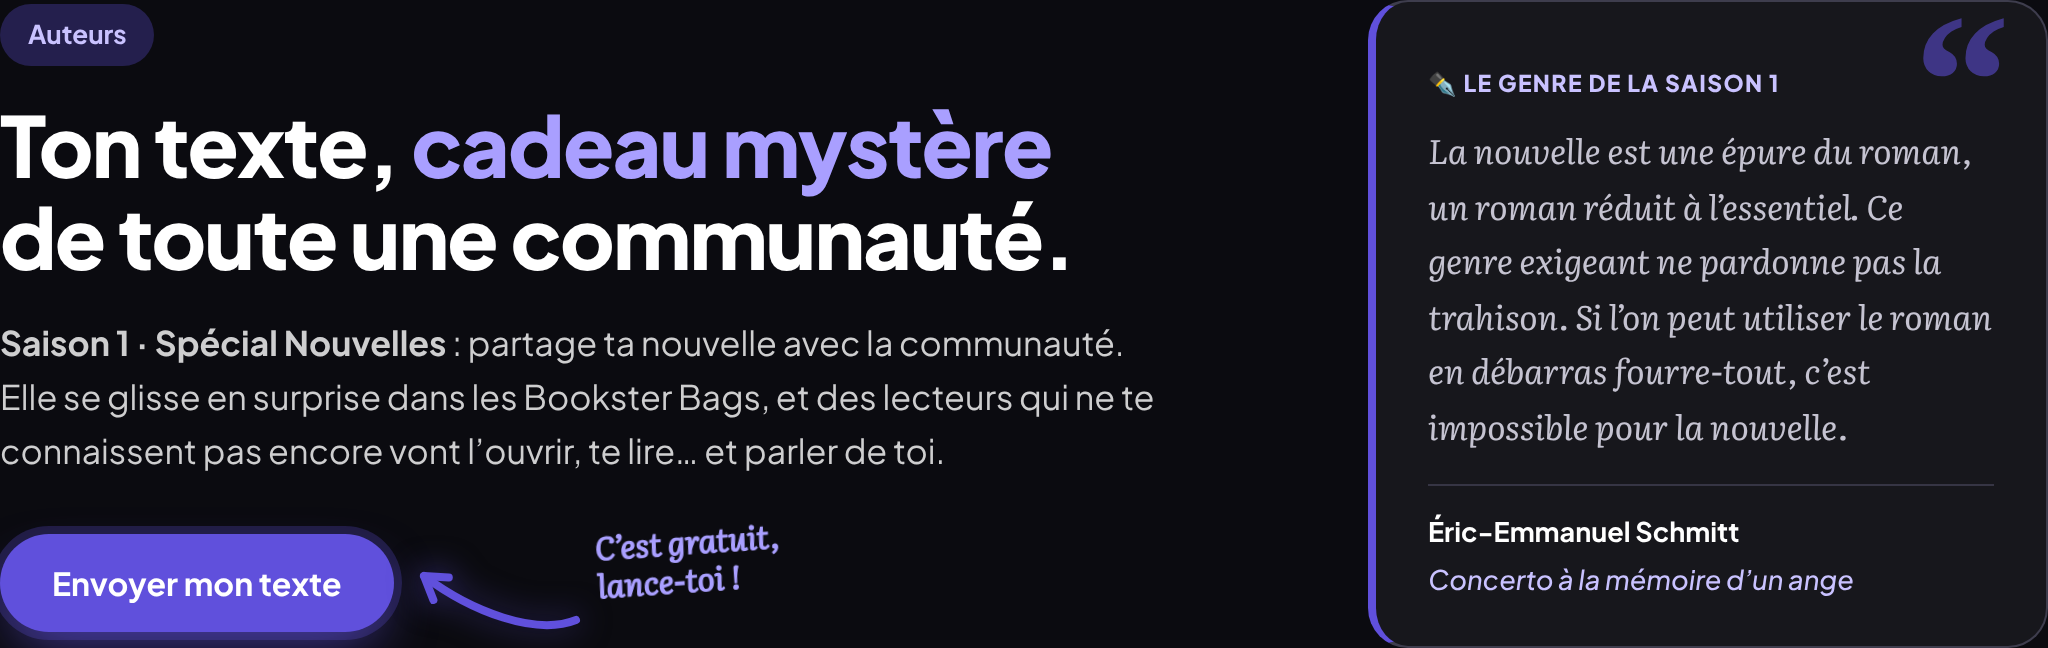 Auteurs
Ton texte, cadeau mystère
de toute une communauté.
Saison 1 · Spécial Nouvelles : partage ta nouvelle avec la communauté.
Elle se glisse en surprise dans les Bookster Bags, et des lecteurs qui ne te
connaissent pas encore vont l’ouvrir, te lire… et parler de toi.
Envoyer mon texte
C’est gratuit,
lance-toi !
LE GENRE DE LA SAISON 1
“
La nouvelle est une épure du roman,
un roman réduit à l’essentiel. Ce
genre exigeant ne pardonne pas la
trahison. Si l’on peut utiliser le roman
en débarras fourre-tout, c’est
impossible pour la nouvelle.
Éric-Emmanuel Schmitt
Concerto à la mémoire d’un ange